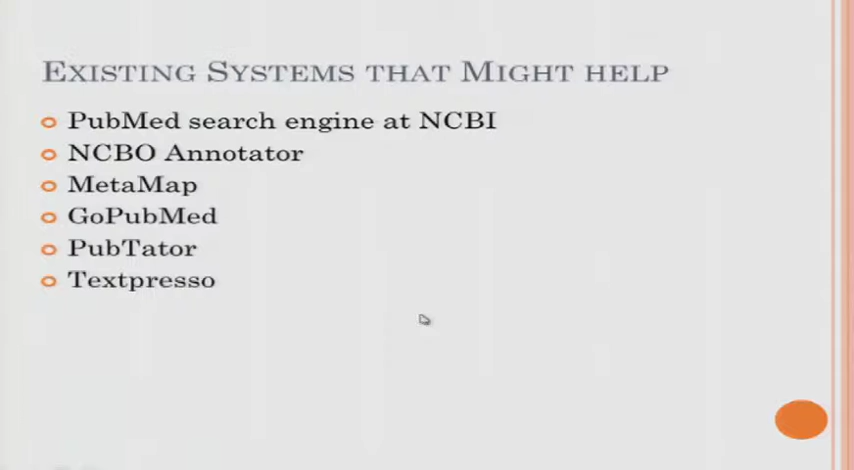 Existing Systems that Might help
PubMed search engine at NCBI
NCBO Annotator
MetaMap
GoPubMed
PubTator
Textpresso